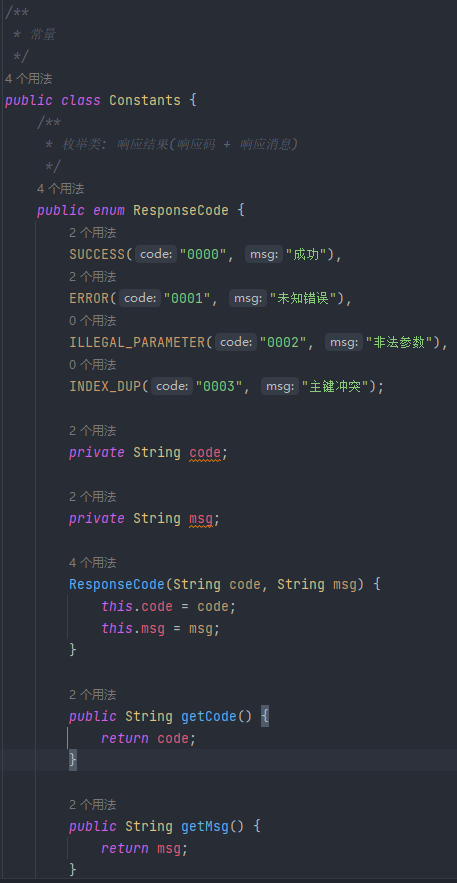 /**
 * 常量
 */
4 个用法
public class Constants {
    /**
     * 枚举类: 响应结果(响应码 + 响应消息)
     */
    4 个用法
    public enum ResponseCode {
        2 个用法
        SUCCESS( code: "0000", msg: "成功"),
        2 个用法
        ERROR( code: "0001", msg: "未知错误"),
        0 个用法
        ILLEGAL_PARAMETER( code: "0002", msg: "非法参数"),
        0 个用法
        INDEX_DUP( code: "0003", msg: "主键冲突");
        2 个用法
        private String code;
        2 个用法
        private String msg;
        4 个用法
        ResponseCode(String code, String msg) {
            this.code = code;
            this.msg = msg;
        }
        2 个用法
        public String getCode() {
            return code;
        }
        2 个用法
        public String getMsg() {
            return msg;
        }